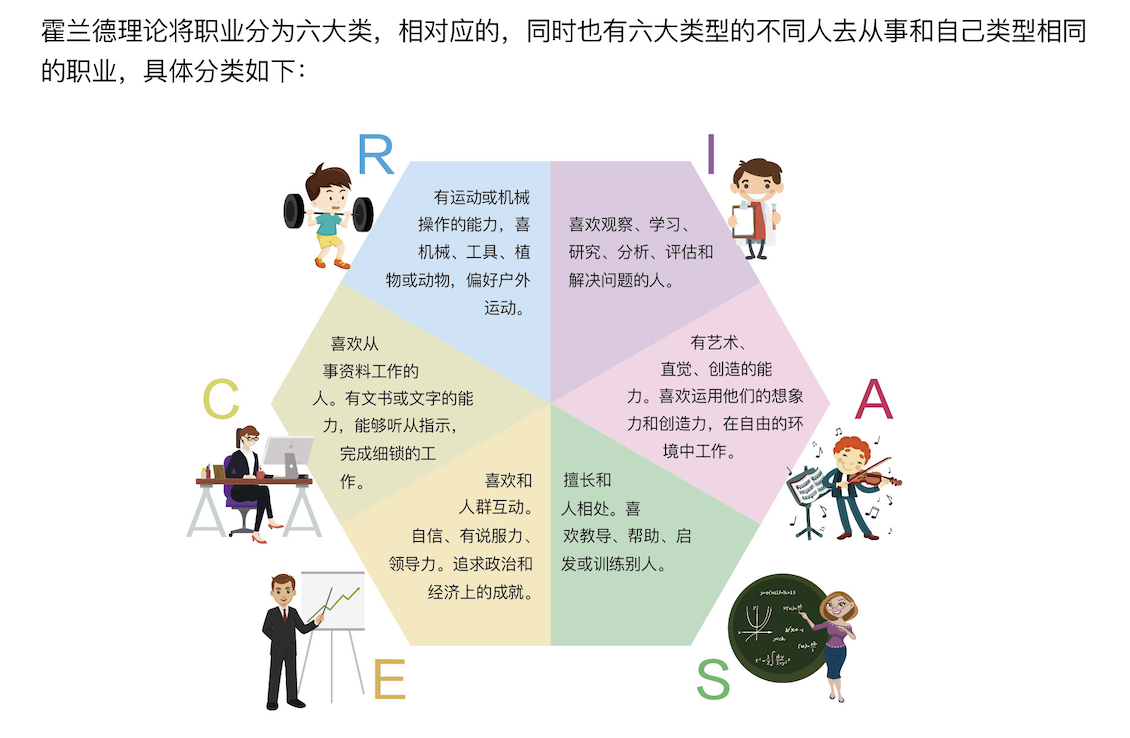 霍兰德理论将职业分为六大类，相对应的，同时也有六大类型的不同人去从事和自己类型相同
的职业，具体分类如下：
R
有运动或机械
操作的能力，喜
机械、工具、植
物或动物，偏好户外
运动。
I
喜欢观察、学习、
研究、分析、评估和
解决问题的人。
C
喜欢从
事资料工作的
人。有文书或文字的能
力，能够听从指示，
完成细锁的工
作。
A
有艺术、
直觉、创造的能
力。喜欢运用他们的想象
力和创造力，在自由的环
境中工作。
E
喜欢和
人群互动。
自信、有说服力、
领导力。追求政治和
经济上的成就。
S
擅长和
人相处。喜
欢教导、帮助、启
发或训练别人。